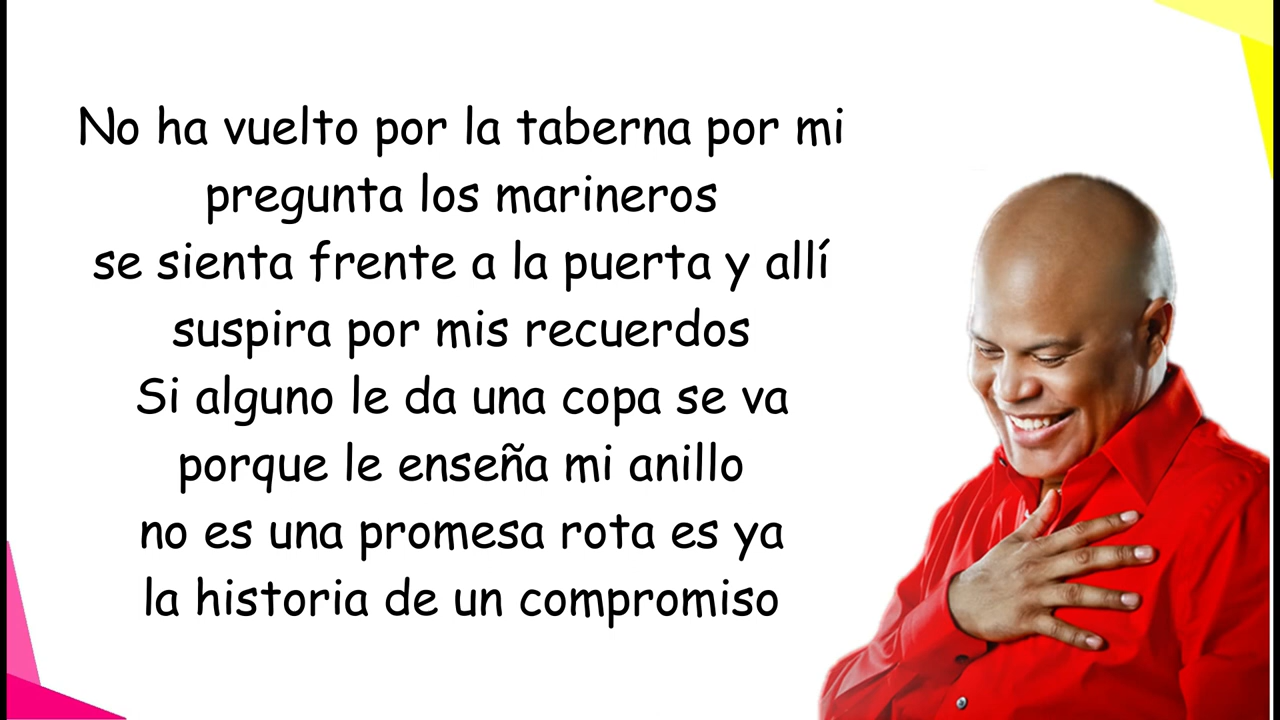 No ha vuelto por la taberna por mi
pregunta los marineros
se sienta frente a la puerta y allí
suspira por mis recuerdos
Si alguno le da una copa se va
porque le enseña mi anillo
no es una promesa rota es ya
la historia de un compromiso